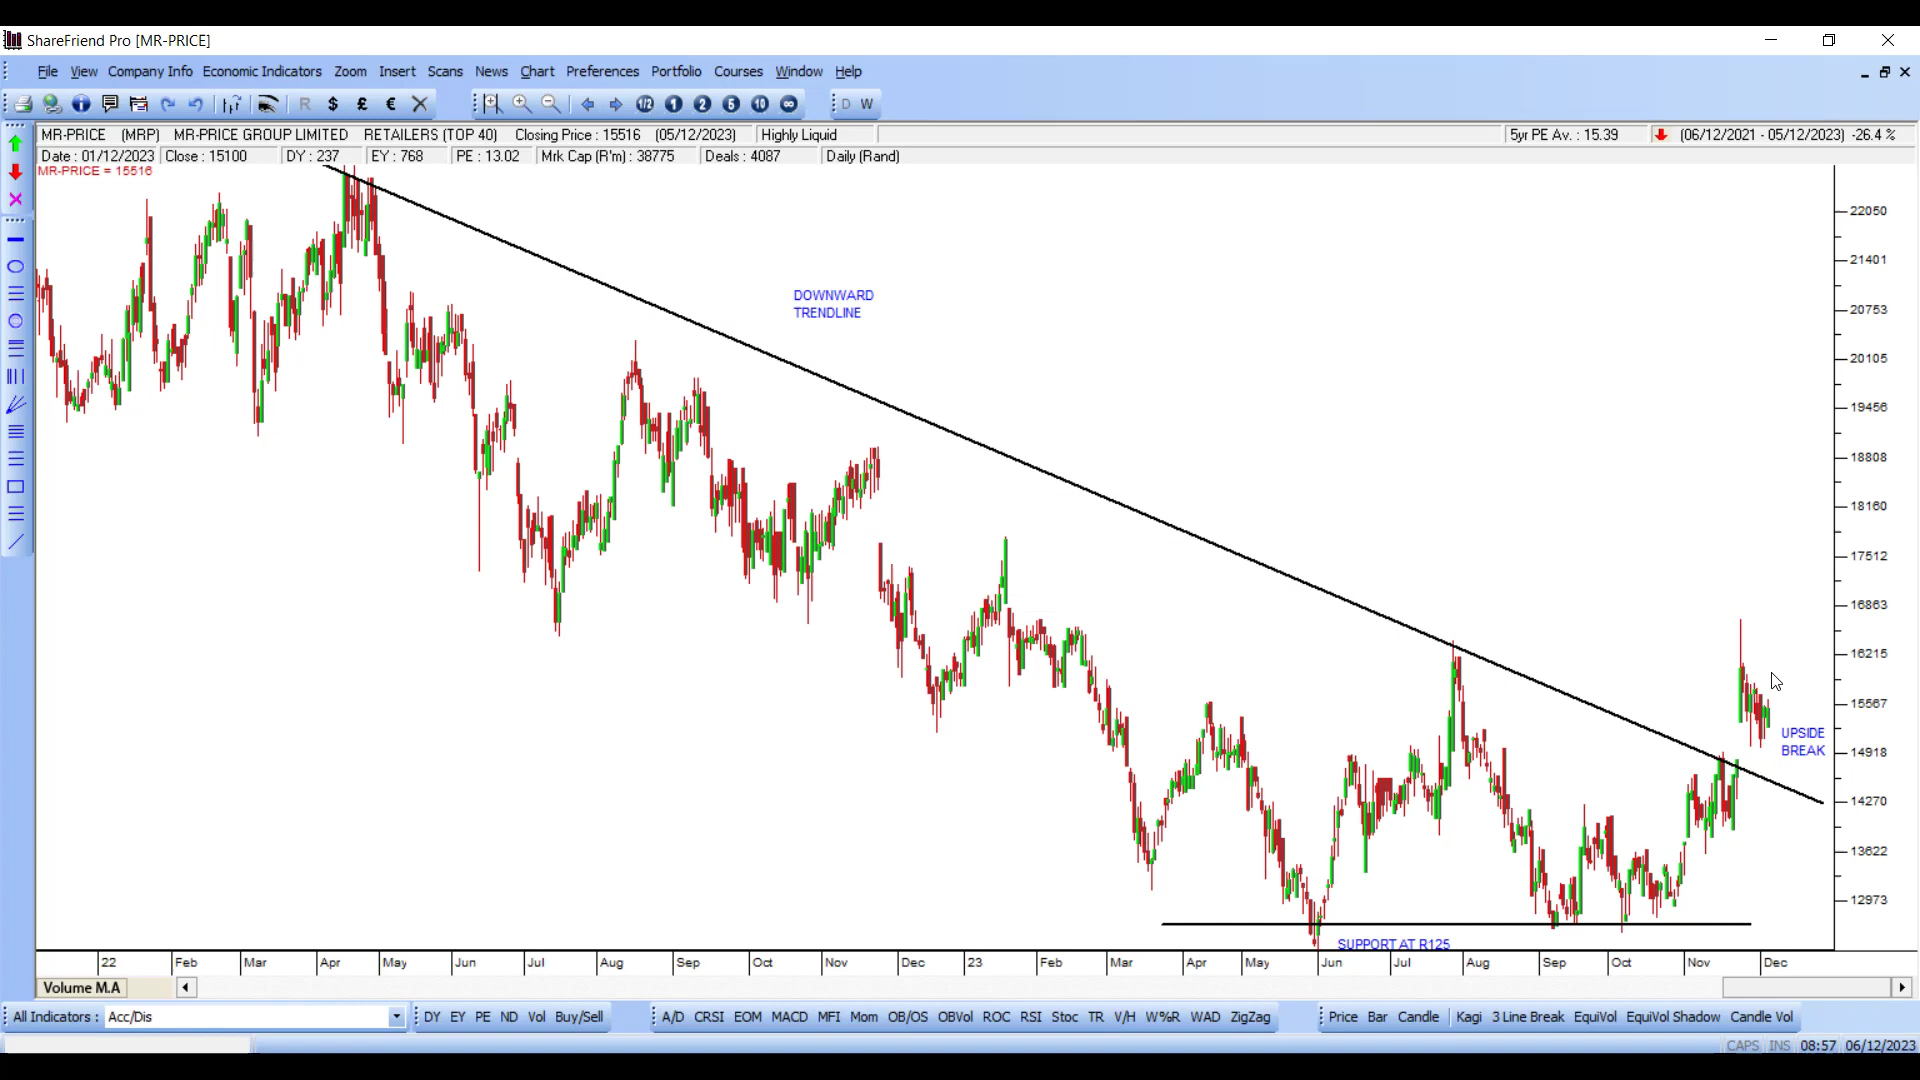 ShareFriend Pro [MR-PRICE]
File View Company Info Economic Indicators Zoom Insert Scans News Chart Preferences Portfolio Courses Window Help
R $ £ € 1/2 1 2 5 10 ∞ D W
MR-PRICE (MRP) MR-PRICE GROUP LIMITED RETAILERS (TOP 40) Closing Price : 15516 (05/12/2023) Highly Liquid 5yr PE Av. : 15.39 (06/12/2021 - 05/12/2023) -26.4 %
Date : 01/12/2023 Close : 15100 DY : 237 EY : 768 PE : 13.02 Mrk Cap (R'm) : 38775 Deals : 4087 Daily (Rand)
MR-PRICE = 15516
22050
21401
DOWNWARD
TRENDLINE
20753
20105
19456
18808
18160
17512
16863
16215
15567
UPSIDE
BREAK
14918
14270
13622
12973
SUPPORT AT R125
22 Feb Mar Apr May Jun Jul Aug Sep Oct Nov Dec 23 Feb Mar Apr May Jun Jul Aug Sep Oct Nov Dec
Volume M.A
All Indicators : Acc/Dis DY EY PE ND Vol Buy/Sell A/D CRSI EOM MACD MFI Mom OB/OS OBVol ROC RSI Stoc TR V/H W%R WAD ZigZag Price Bar Candle Kagi 3 Line Break EquiVol EquiVol Shadow Candle Vol
CAPS INS 08:57 06/12/2023